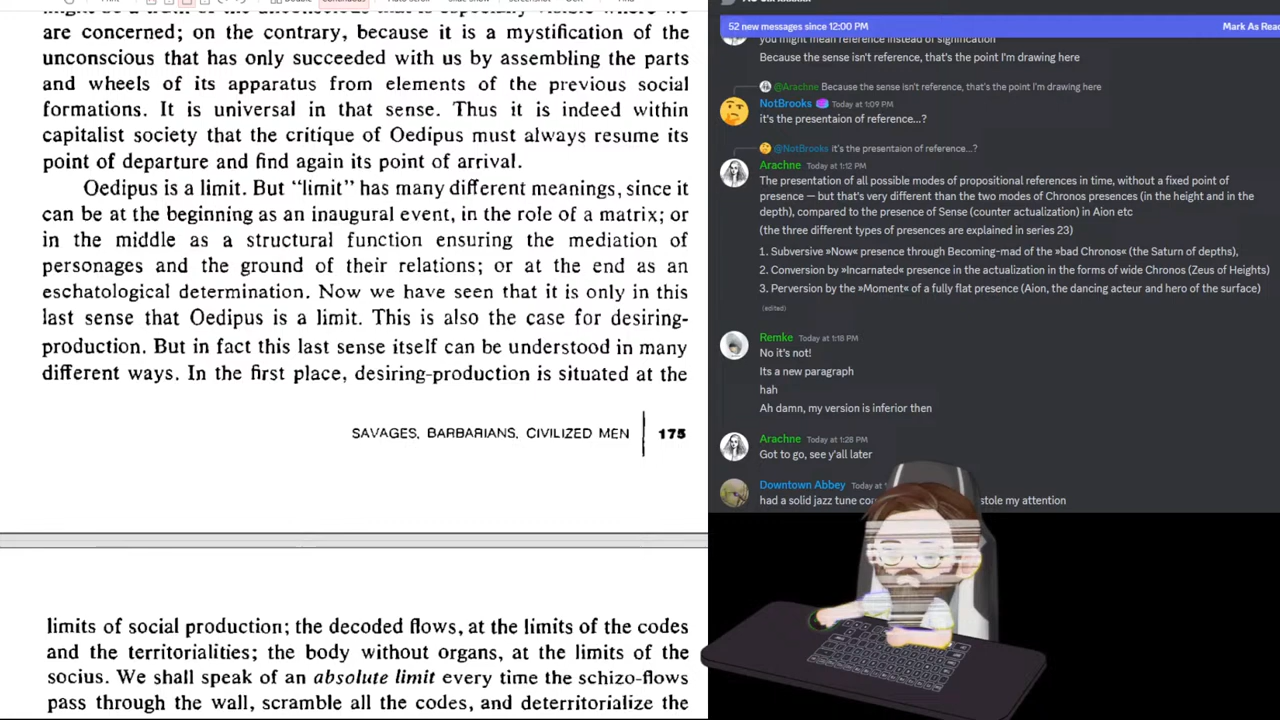 are concerned; on the contrary, because it is a mystification of the
unconscious that has only succeeded with us by assembling the parts
and wheels of its apparatus from elements of the previous social
formations. It is universal in that sense. Thus it is indeed within
capitalist society that the critique of Oedipus must always resume its
point of departure and find again its point of arrival.
Oedipus is a limit. But “limit” has many different meanings, since it
can be at the beginning as an inaugural event, in the role of a matrix; or
in the middle as a structural function ensuring the mediation of
personages and the ground of their relations; or at the end as an
eschatological determination. Now we have seen that it is only in this
last sense that Oedipus is a limit. This is also the case for desiring-
production. But in fact this last sense itself can be understood in many
different ways. In the first place, desiring-production is situated at the
SAVAGES, BARBARIANS, CIVILIZED MEN 175
limits of social production; the decoded flows, at the limits of the codes
and the territorialities; the body without organs, at the limits of the
socius. We shall speak of an absolute limit every time the schizo-flows
pass through the wall, scramble all the codes, and deterritorialize the
52 new messages since 12:00 PM Mark As Read
you might mean reference instead of signification
Because the sense isn't reference, that's the point I'm drawing here
@Arachne Because the sense isn't reference, that's the point I'm drawing here
NotBrooks Today at 1:09 PM
it's the presentaion of reference...?
@NotBrooks it's the presentaion of reference...?
Arachne Today at 1:12 PM
The presentation of all possible modes of propositional references in time, without a fixed point of
presence — but that's very different than the two modes of Chronos presences (in the height and in the
depth), compared to the presence of Sense (counter actualization) in Aion etc
(the three different types of presences are explained in series 23)
1. Subversive »Now« presence through Becoming-mad of the »bad Chronos« (the Saturn of depths),
2. Conversion by »Incarnated« presence in the actualization in the forms of wide Chronos (Zeus of Heights)
3. Perversion by the »Moment« of a fully flat presence (Aion, the dancing acteur and hero of the surface)
(edited)
Remke Today at 1:18 PM
No it's not!
Its a new paragraph
hah
Ah damn, my version is inferior then
Arachne Today at 1:28 PM
Got to go, see y'all later
Downtown Abbey Today at
had a solid jazz tune stole my attention